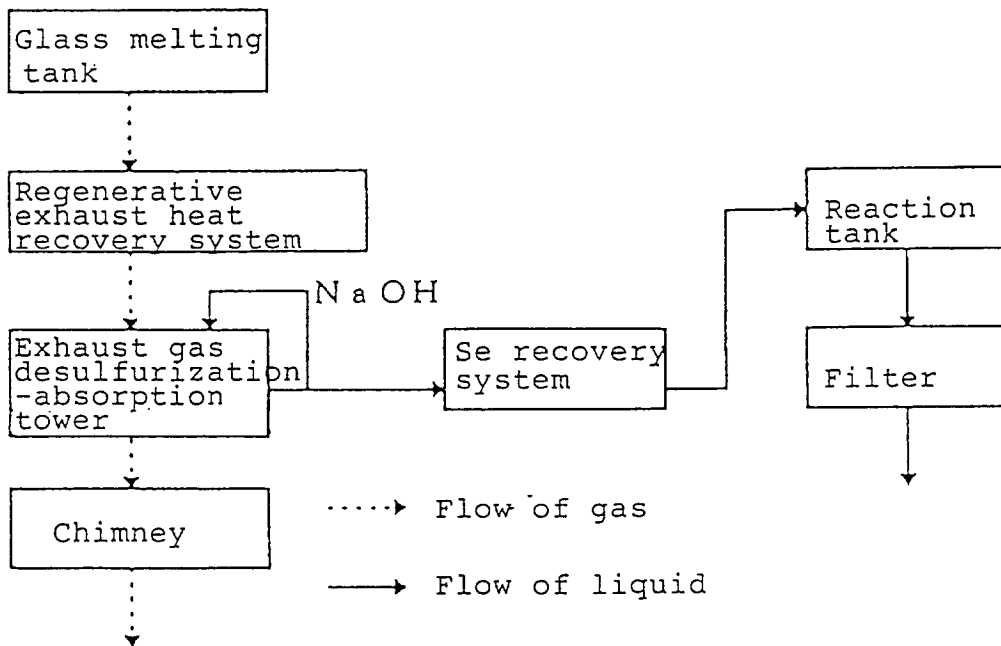 Glass melting
tank
Regenerative
exhaust heat
recovery system
Reaction
tank
NaOH
Exhaust gas
desulfurization
-absorption
tower
Se recovery
system
Filter
Chimney
Flow of gas
Flow of liquid